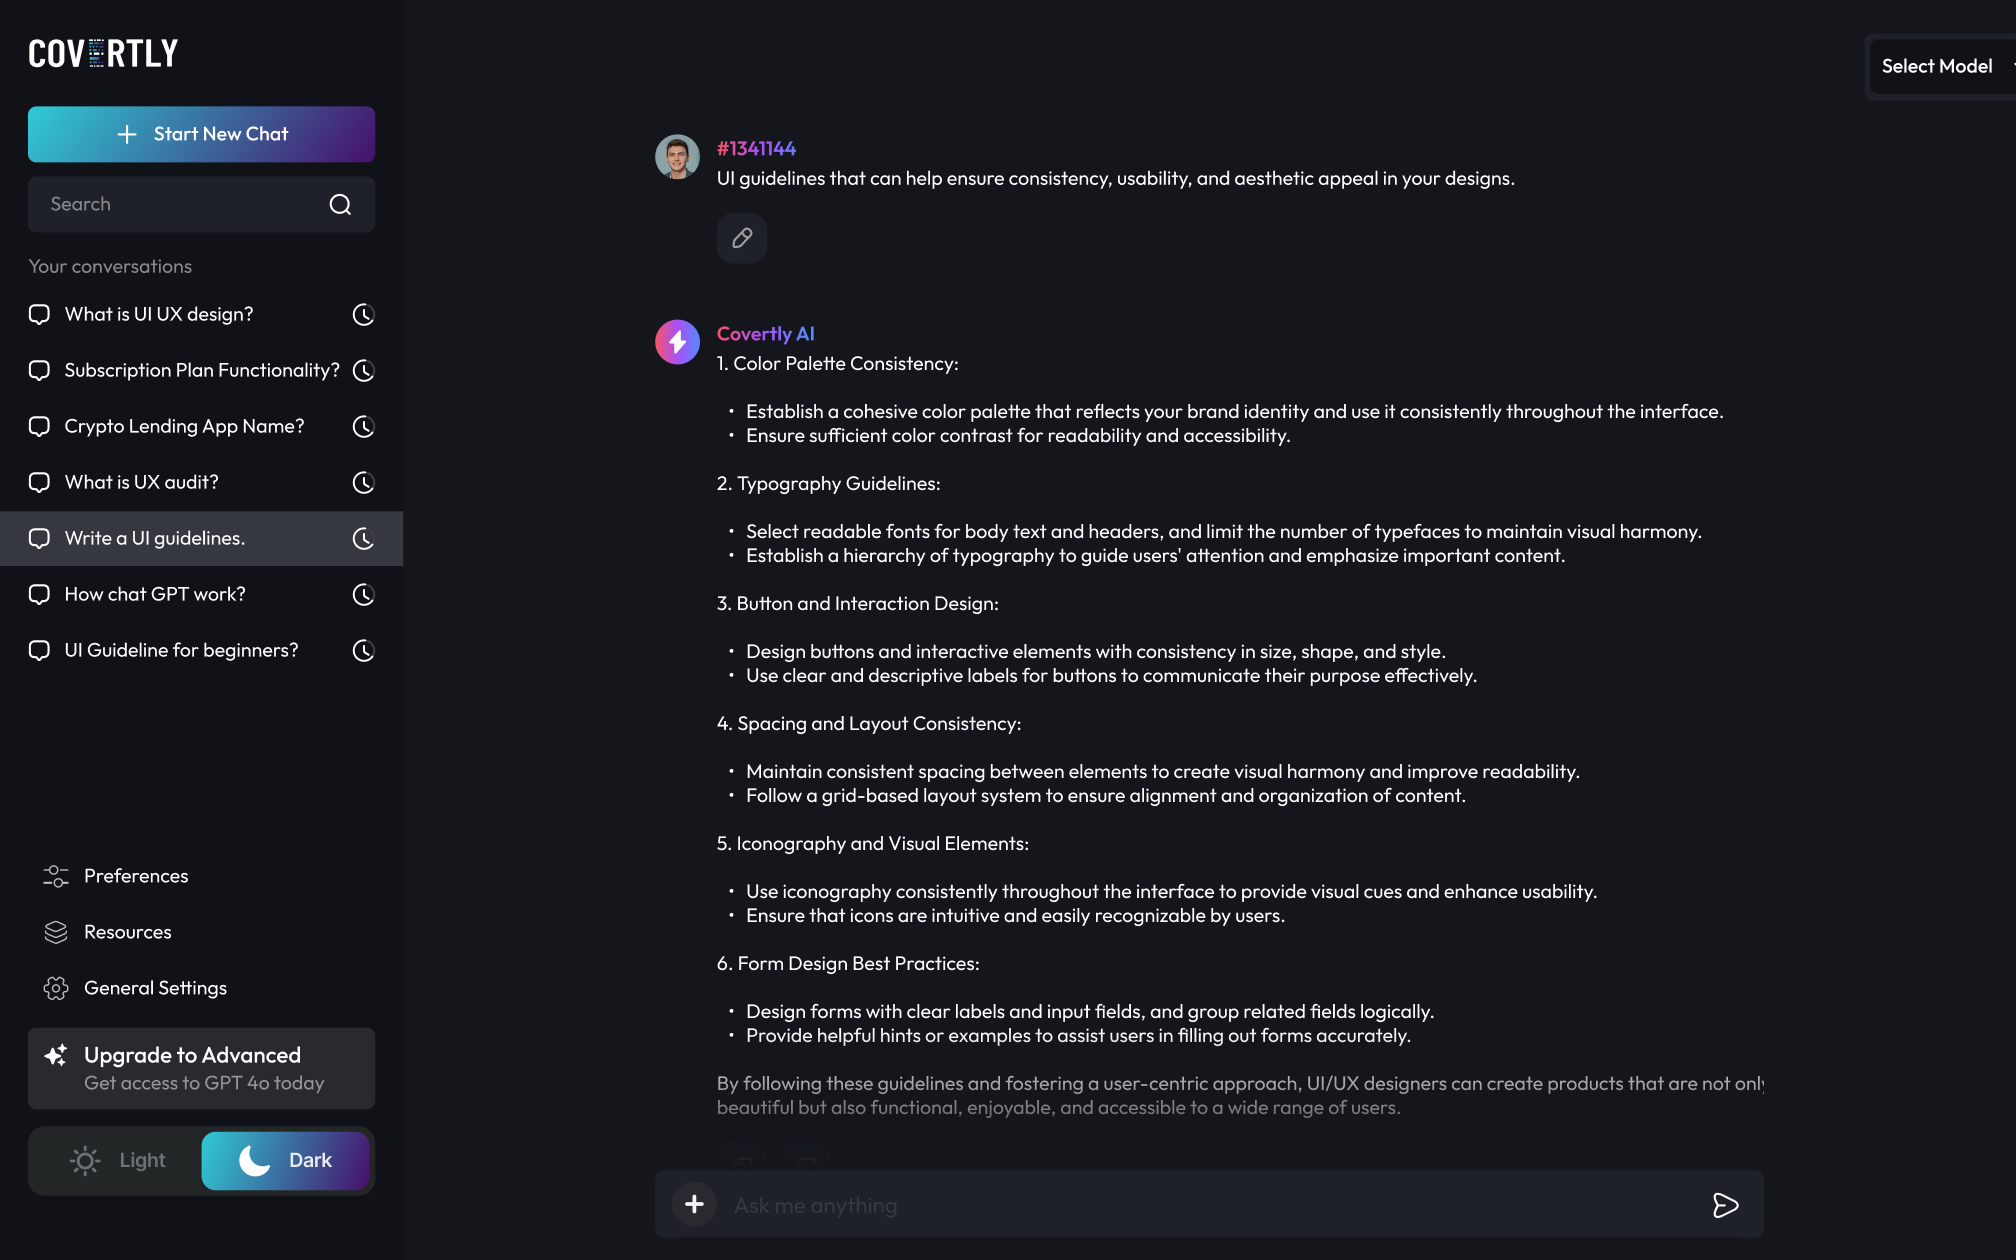 COVERTLY
Start New Chat
Search
Your conversations
What is UI UX design?
Subscription Plan Functionality?
Crypto Lending App Name?
What is UX audit?
Write a UI guidelines.
How chat GPT work?
UI Guideline for beginners?
Preferences
Resources
General Settings
Upgrade to Advanced
Get access to GPT 4o today
Light
Dark
Select Model
#1341144
UI guidelines that can help ensure consistency, usability, and aesthetic appeal in your designs.
Covertly AI
1. Color Palette Consistency:
• Establish a cohesive color palette that reflects your brand identity and use it consistently throughout the interface.
• Ensure sufficient color contrast for readability and accessibility.
2. Typography Guidelines:
• Select readable fonts for body text and headers, and limit the number of typefaces to maintain visual harmony.
• Establish a hierarchy of typography to guide users' attention and emphasize important content.
3. Button and Interaction Design:
• Design buttons and interactive elements with consistency in size, shape, and style.
• Use clear and descriptive labels for buttons to communicate their purpose effectively.
4. Spacing and Layout Consistency:
• Maintain consistent spacing between elements to create visual harmony and improve readability.
• Follow a grid-based layout system to ensure alignment and organization of content.
5. Iconography and Visual Elements:
• Use iconography consistently throughout the interface to provide visual cues and enhance usability.
• Ensure that icons are intuitive and easily recognizable by users.
6. Form Design Best Practices:
• Design forms with clear labels and input fields, and group related fields logically.
• Provide helpful hints or examples to assist users in filling out forms accurately.
By following these guidelines and fostering a user-centric approach, UI/UX designers can create products that are not only
beautiful but also functional, enjoyable, and accessible to a wide range of users.
Ask me anything